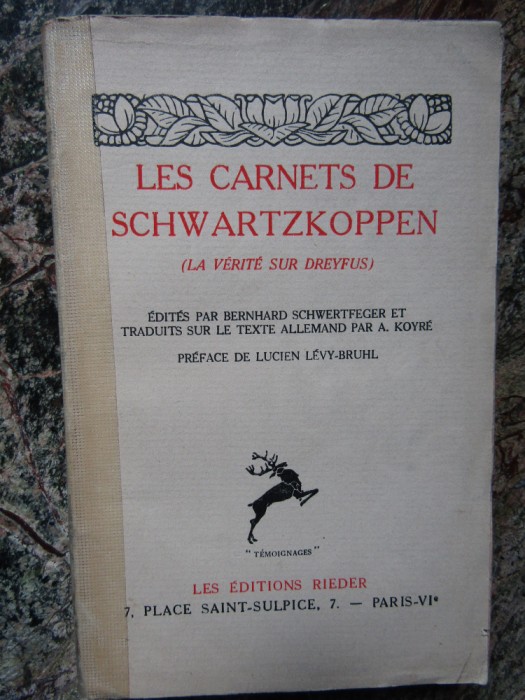 LES CARNETS DE
SCHWARTZKOPPEN
(LA VÉRITÉ SUR DREYFUS)
ÉDITÉS PAR BERNHARD SCHWERTFEGER ET
TRADUITS SUR LE TEXTE ALLEMAND PAR A. KOYRÉ
PRÉFACE DE LUCIEN LÉVY-BRUHL
" TÉMOIGNAGES "
LES ÉDITIONS RIEDER
7, PLACE SAINT-SULPICE, 7. — PARIS-VIe